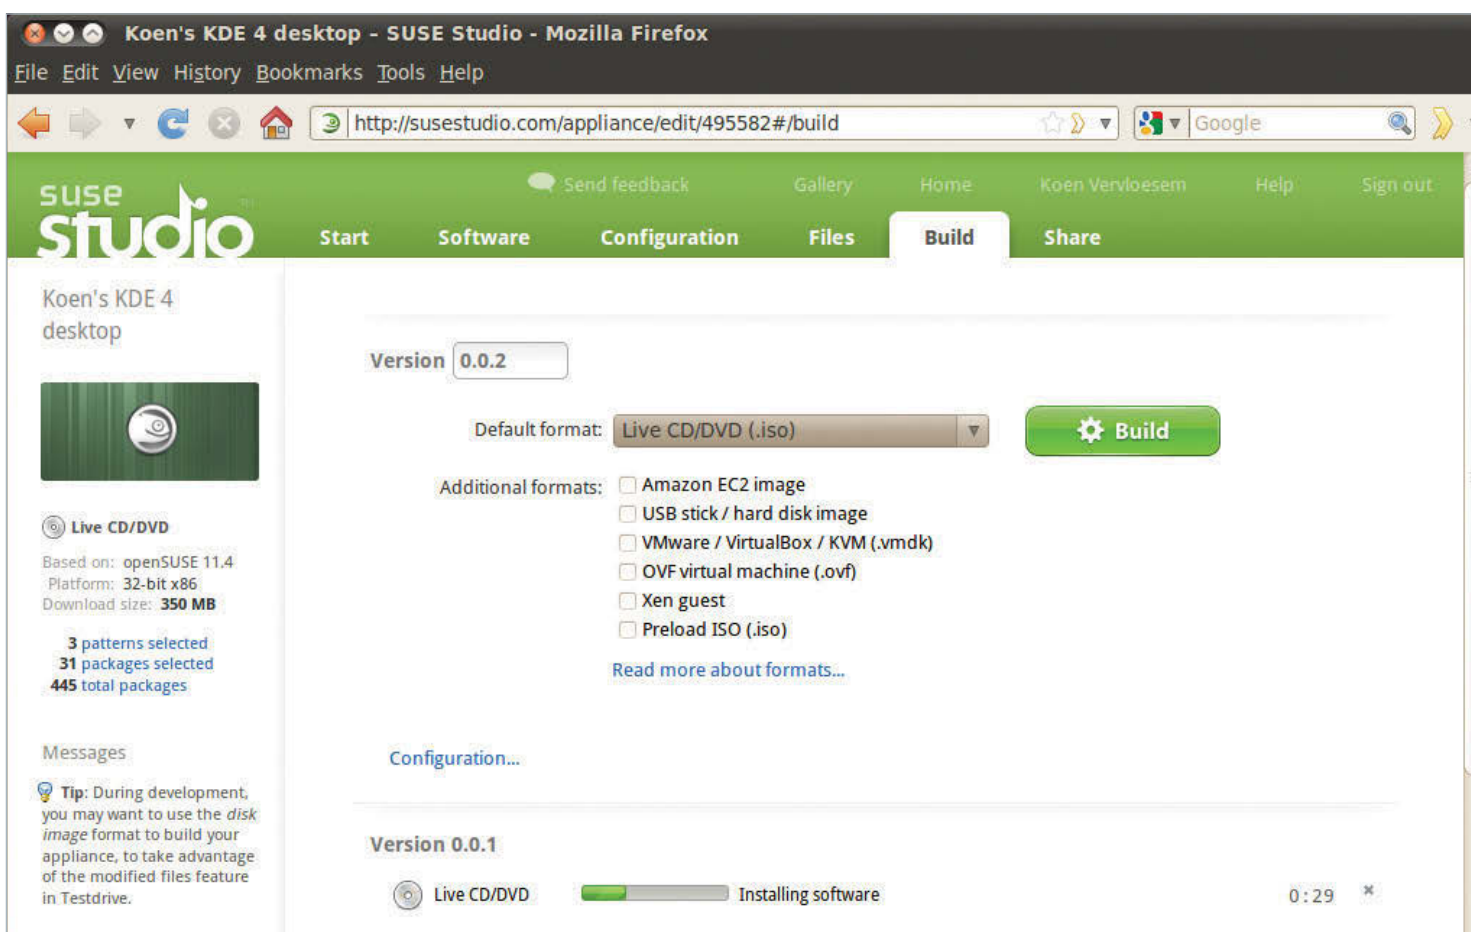 Koen's KDE 4 desktop – SUSE Studio - Mozilla Firefox
File Edit View History Bookmarks Tools Help
http://susestudio.com/appliance/edit/495582#/build
Google
suse
studio
Send feedback Gallery Home Koen Vervloesem Help Sign out
Start Software Configuration Files Build Share
Koen's KDE 4
desktop
Live CD/DVD
Based on: openSUSE 11.4
Platform: 32-bit x86
Download size: 350 MB
3 patterns selected
31 packages selected
445 total packages
Messages
Tip: During development,
you may want to use the disk
image format to build your
appliance, to take advantage
of the modified files feature
in Testdrive.
Version 0.0.2
Default format: Live CD/DVD (.iso)
Build
Additional formats:
Amazon EC2 image
USB stick / hard disk image
VMware / VirtualBox / KVM (.vmdk)
OVF virtual machine (.ovf)
Xen guest
Preload ISO (.iso)
Read more about formats...
Configuration...
Version 0.0.1
Live CD/DVD Installing software 0:29